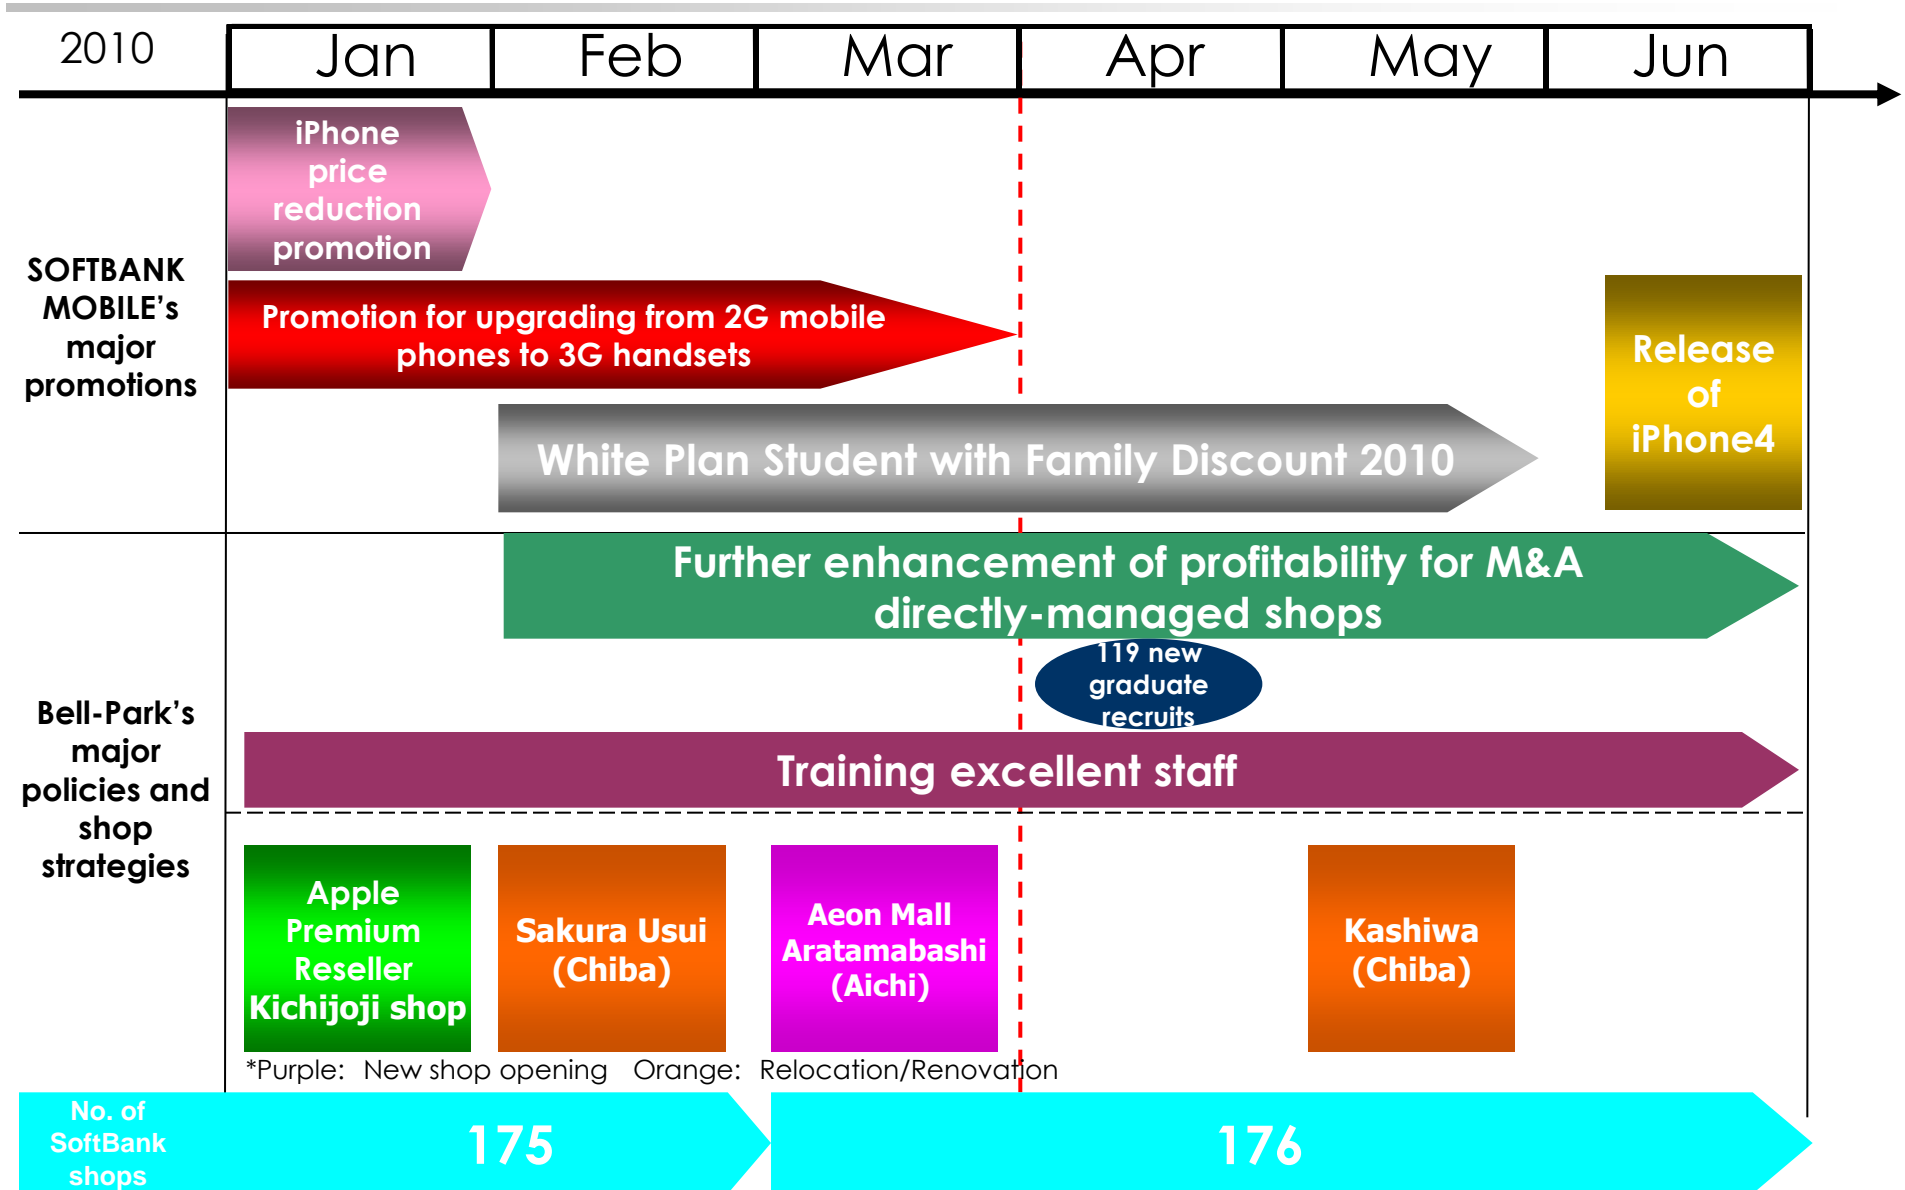 2010
Jan
Feb
Mar
Apr
May
Jun
SOFTBANK
MOBILE's
major
promotions
iPhone
price
reduction
promotion
Promotion for upgrading from 2G mobile
phones to 3G handsets
White Plan Student with Family Discount 2010
Release
of
iPhone4
Bell-Park's
major
policies and
shop
strategies
Further enhancement of profitability for M&A
directly-managed shops
119 new
graduate
recruits
Training excellent staff
Apple
Premium
Reseller
Kichijoji shop
Sakura Usui
(Chiba)
Aeon Mall
Aratamabashi
(Aichi)
Kashiwa
(Chiba)
*Purple: New shop opening Orange: Relocation/Renovation
No. of
SoftBank
shops
175
176